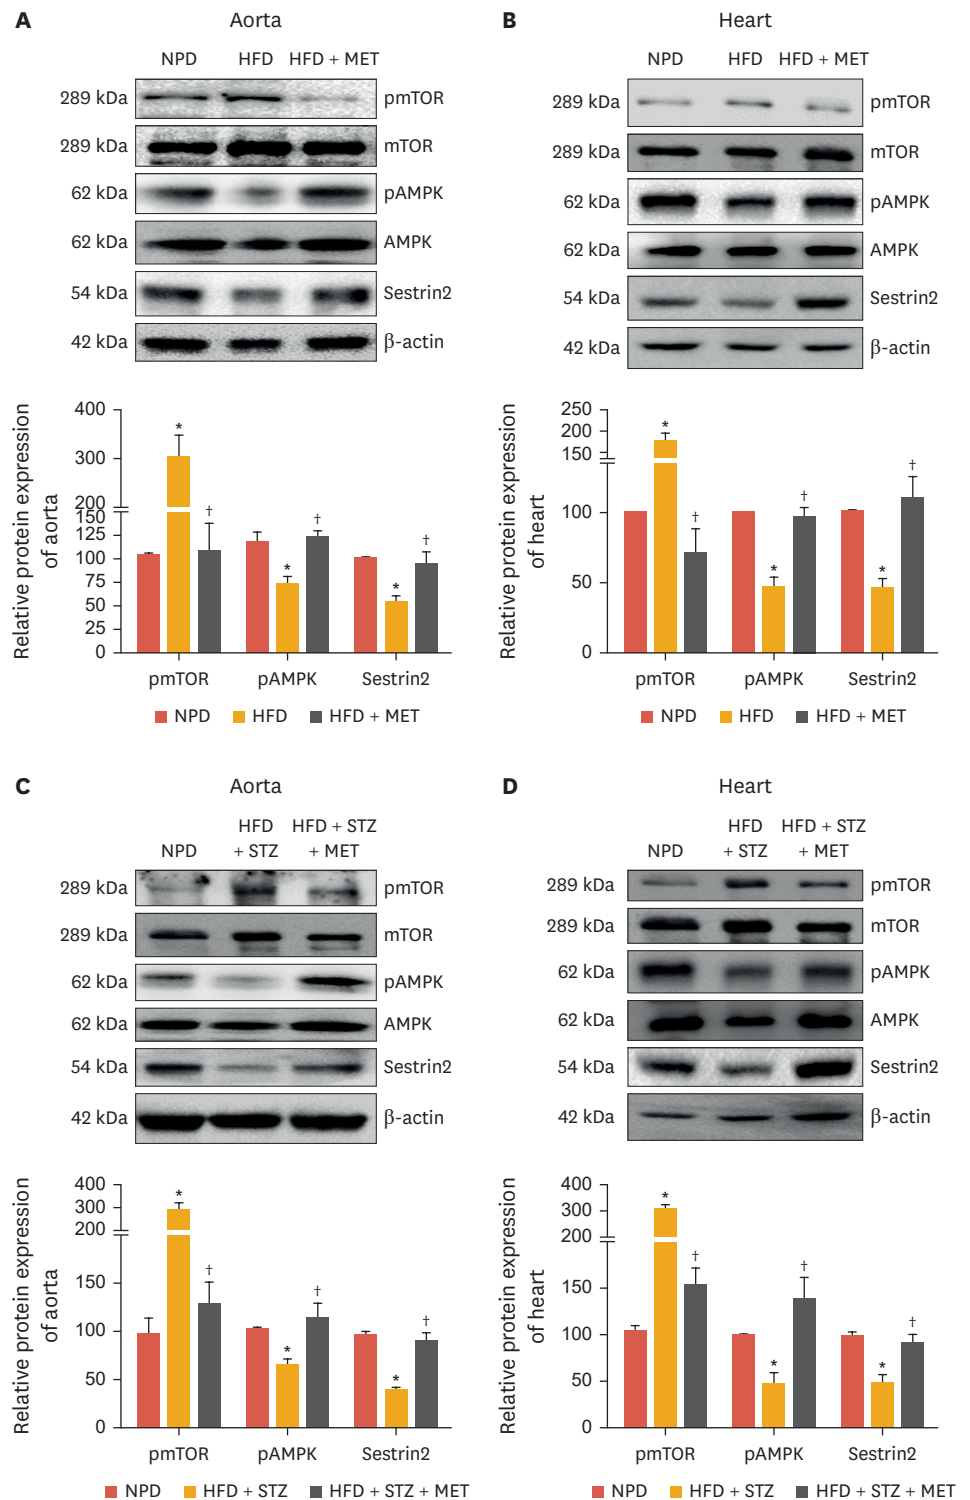 A
Aorta
NPD HFD HFD + MET
289 kDa pmTOR
289 kDa mTOR
62 kDa pAMPK
62 kDa AMPK
54 kDa Sestrin2
42 kDa β-actin
Relative protein expression
of aorta
400
300
200
150
125
100
75
50
25
0
* † * † * †
pmTOR pAMPK Sestrin2
NPD HFD HFD + MET
B
Heart
NPD HFD HFD + MET
289 kDa pmTOR
289 kDa mTOR
62 kDa pAMPK
62 kDa AMPK
54 kDa Sestrin2
42 kDa β-actin
Relative protein expression
of heart
250
200
150
100
50
0
* † * † * †
pmTOR pAMPK Sestrin2
NPD HFD HFD + MET
C
Aorta
HFD HFD + STZ
NPD + STZ + MET
289 kDa pmTOR
289 kDa mTOR
62 kDa pAMPK
62 kDa AMPK
54 kDa Sestrin2
42 kDa β-actin
Relative protein expression
of aorta
400
300
200
150
100
50
0
* † * † * †
pmTOR pAMPK Sestrin2
NPD HFD + STZ HFD + STZ + MET
D
Heart
HFD HFD + STZ
NPD + STZ + MET
289 kDa pmTOR
289 kDa mTOR
62 kDa pAMPK
62 kDa AMPK
54 kDa Sestrin2
42 kDa β-actin
Relative protein expression
of heart
400
300
200
150
100
50
0
* † * † * †
pmTOR pAMPK Sestrin2
NPD HFD + STZ HFD + STZ + MET